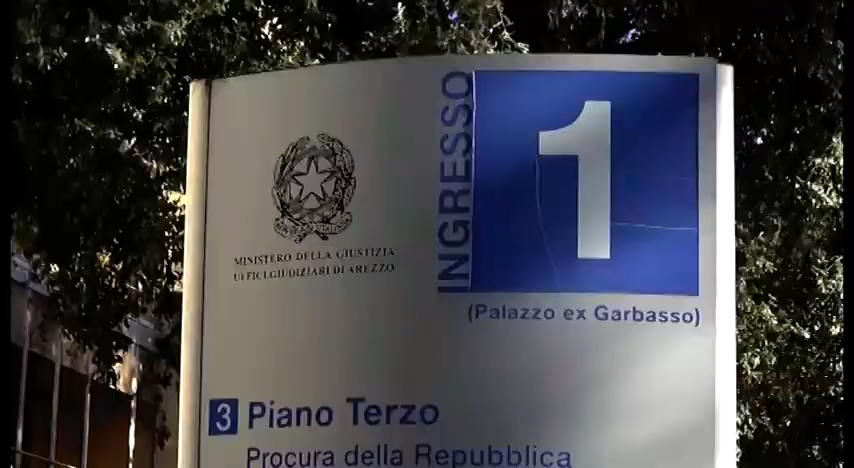 INGRESSO
1
MINISTERO DELLA GIUSTIZIA
UFFICI GIUDIZIARI DI AREZZO
(Palazzo ex Garbasso)
3 Piano Terzo
Procura della Repubblica